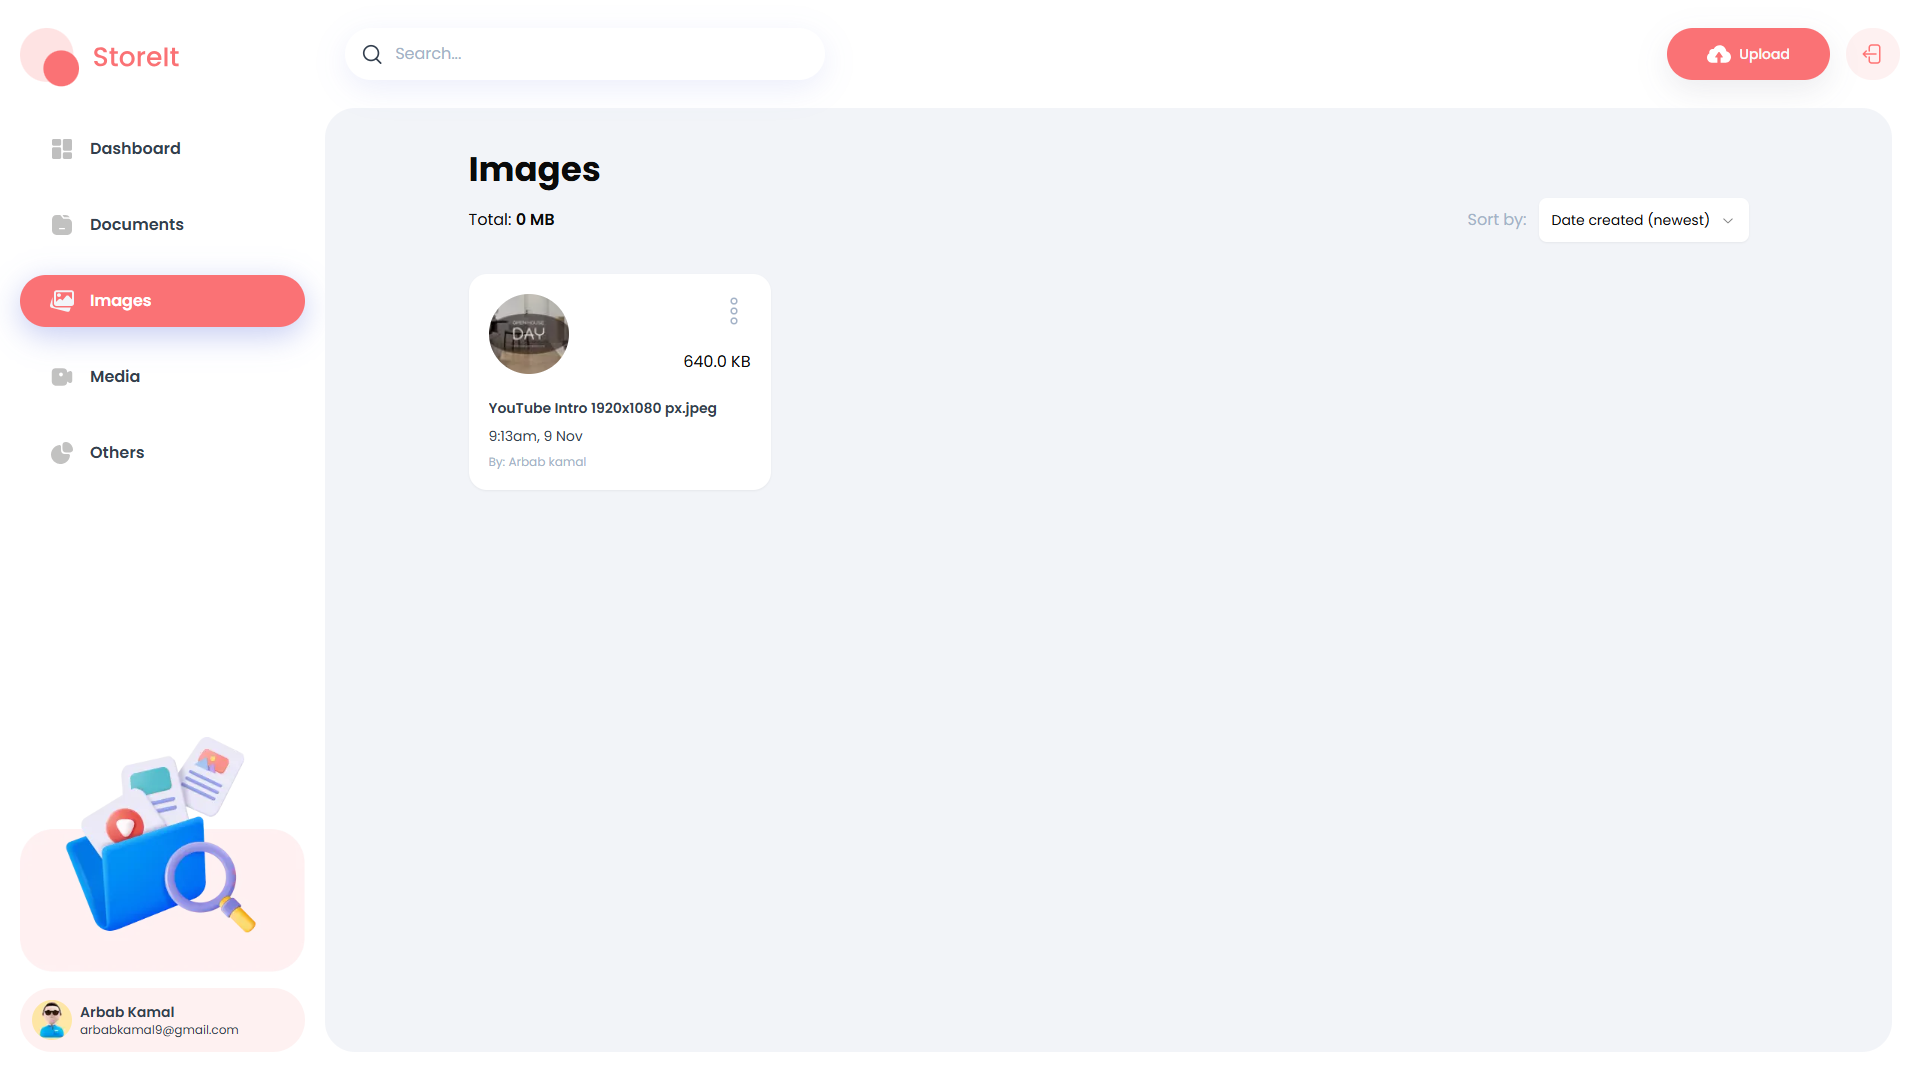 StoreIt
Search...
Upload
Dashboard
Documents
Images
Media
Others
Images
Total: 0 MB
Sort by:
Date created (newest)
DAY
640.0 KB
YouTube Intro 1920x1080 px.jpeg
9:13am, 9 Nov
By: Arbab kamal
Arbab Kamal
arbabkamal9@gmail.com